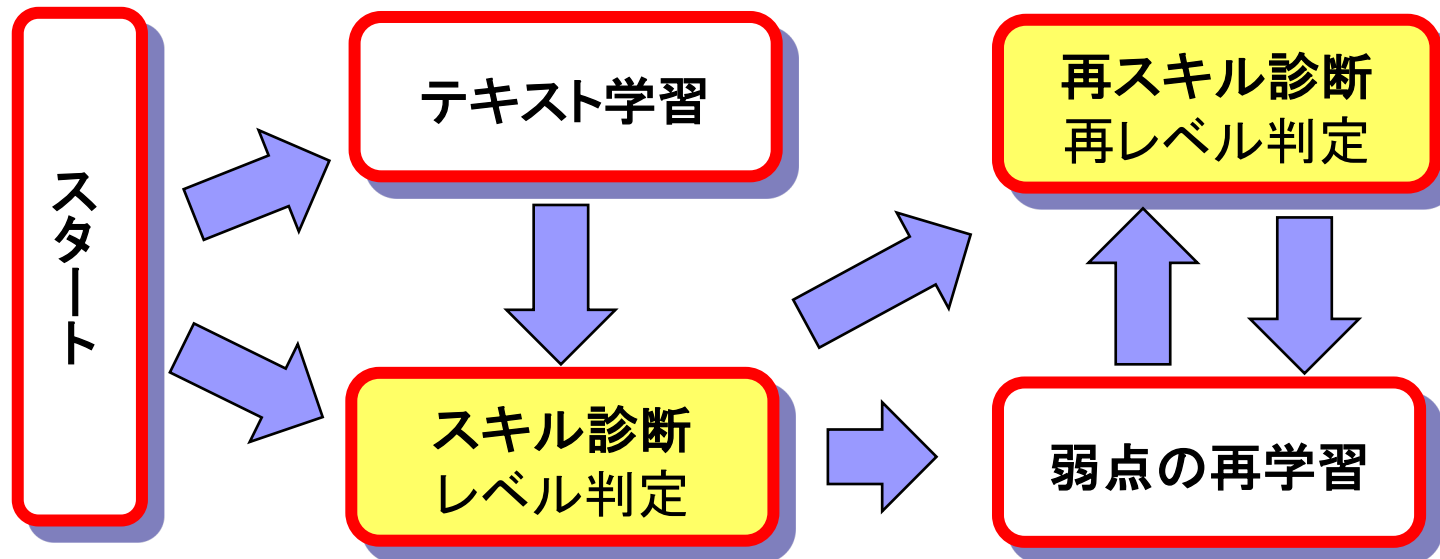 スタート
テキスト学習
スキル診断
レベル判定
再スキル診断
再レベル判定
弱点の再学習